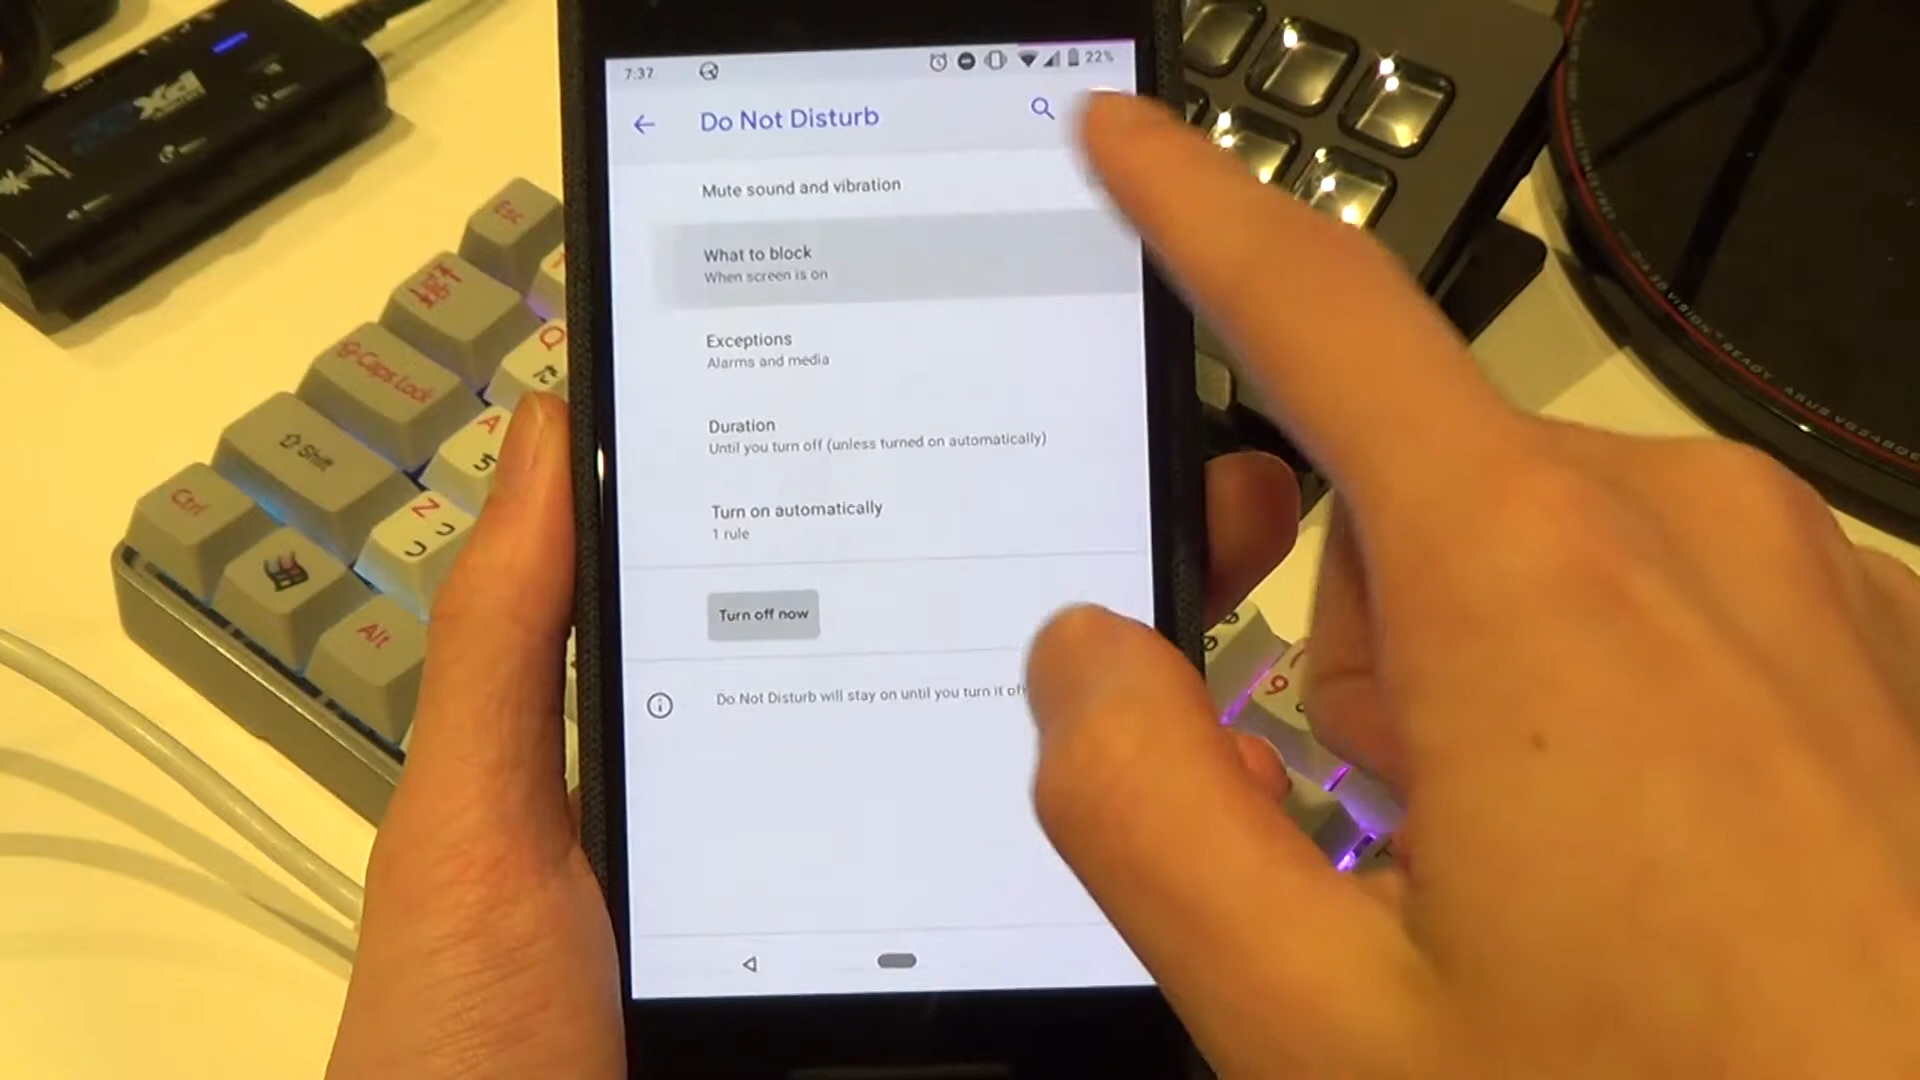 7:37
22%
Do Not Disturb
Mute sound and vibration
What to block
When screen is on
Exceptions
Alarms and media
Duration
Until you turn off (unless turned on automatically)
Turn on automatically
1 rule
Turn off now
Do Not Disturb will stay on until you turn it of
Esc
Q
Caps Lock
A
Shift
Z
Ctrl
Alt
9